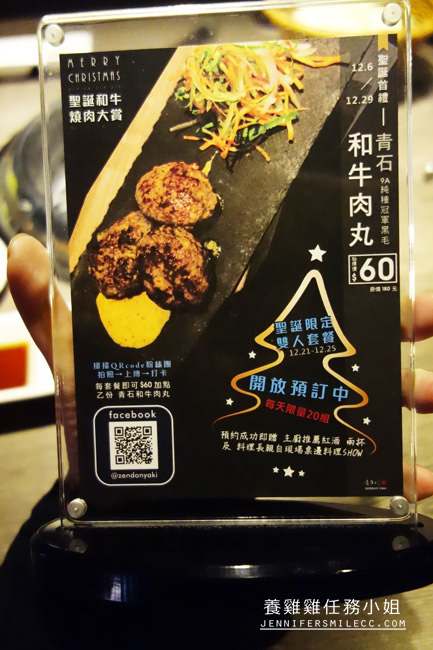 MERRY
CHRISTMAS
聖誕和牛
燒肉大賞
聖誕首禮
12.6
/
12.29
青石
9A純種冠軍黑毛
和牛肉丸
$60
原價 180 元
聖誕限定
雙人套餐
12.21-12.25
開放預訂中
每天限量20組
預約成功即贈 主廚推薦紅酒 兩杯
及 料理長親自現場桌邊料理SHOW
掃描QRcode粉絲團
拍照→上傳→打卡
每套餐即可$60加點
乙份 青石和牛肉丸
facebook
@zendonyaki
養雞雞任務小姐
JENNIFERSMILECC.COM